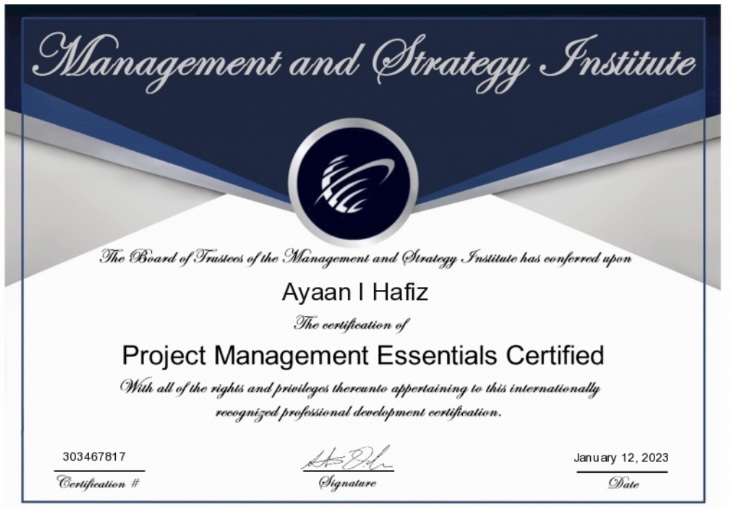 Management and Strategy Institute
The Board of Trustees of the Management and Strategy Institute has conferred upon
Ayaan I Hafiz
The certification of
Project Management Essentials Certified
With all of the rights and privileges thereunto appertaining to this internationally
recognized professional development certification.
303467817
January 12, 2023
Certification #
Signature
Date